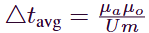 △t_avg = μ_a μ_o / Um